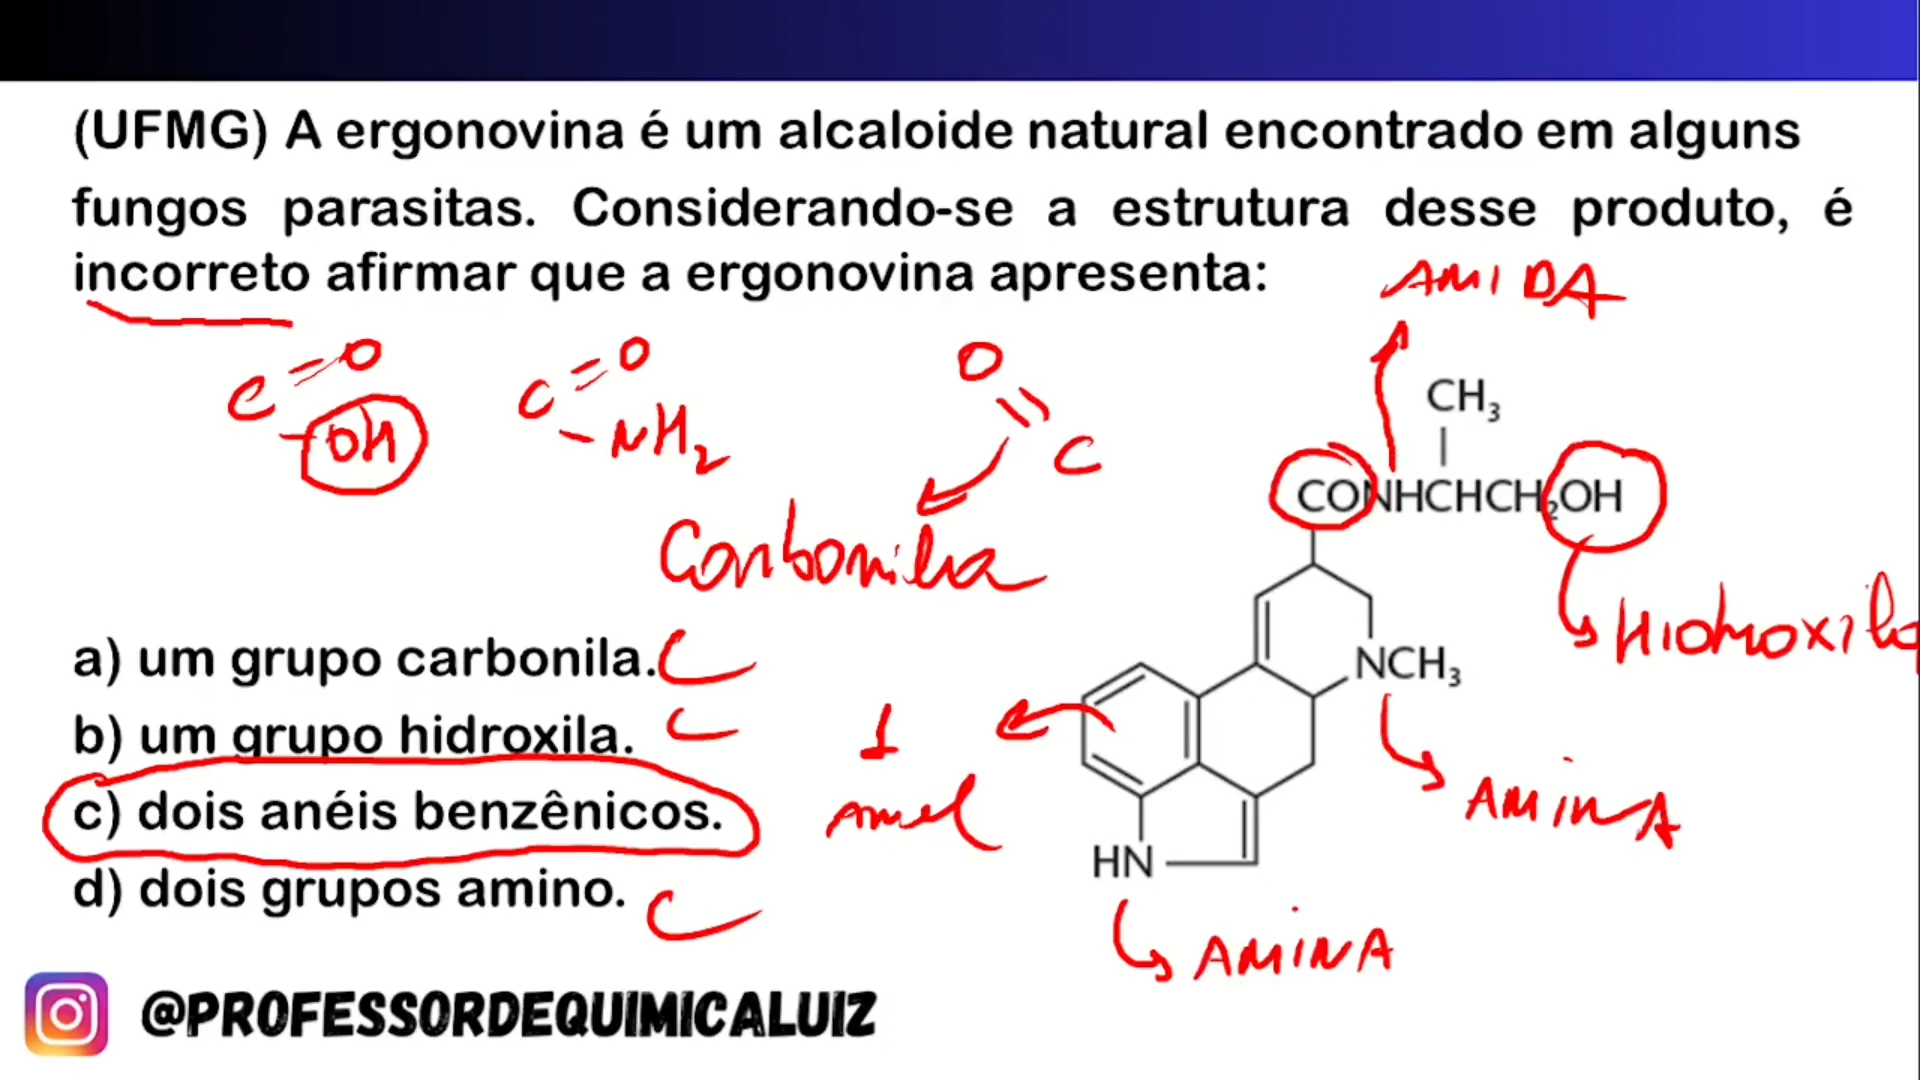 (UFMG) A ergonovina é um alcaloide natural encontrado em alguns
fungos parasitas. Considerando-se a estrutura desse produto, é
incorreto afirmar que a ergonovina apresenta:
AMIDA
C=O
OH
C=O
NH₂
O
C
Carbonila
CH₃
CONHCHCH₂OH
HIDROXILA
NCH₃
AMINA
a) um grupo carbonila. C
b) um grupo hidroxila. C
c) dois anéis benzênicos.
1
anel
d) dois grupos amino. C
HN
AMINA
@PROFESSORDEQUIMICALUIZ